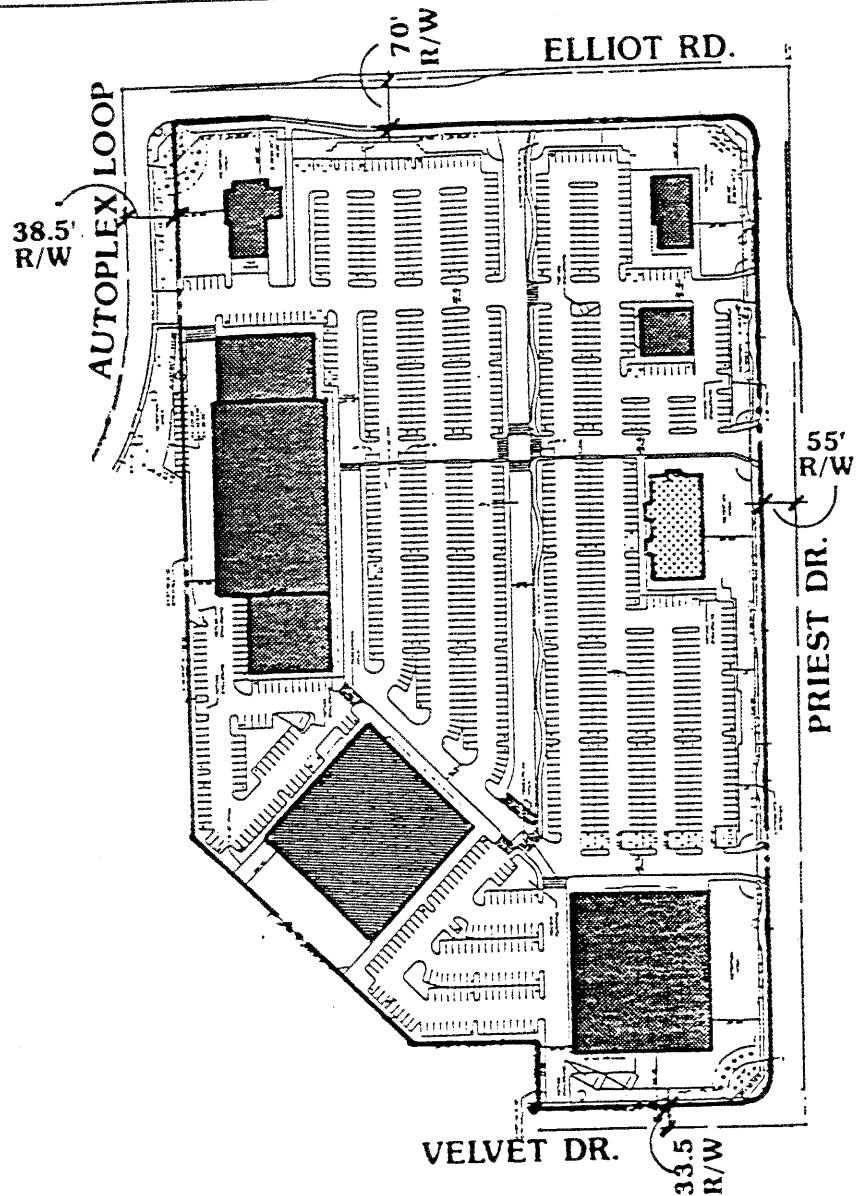 70'
R/W
ELLIOT RD.
AUTOPLEX LOOP
38.5'
R/W
55'
R/W
PRIEST DR.
VELVET DR.
33.5
R/W